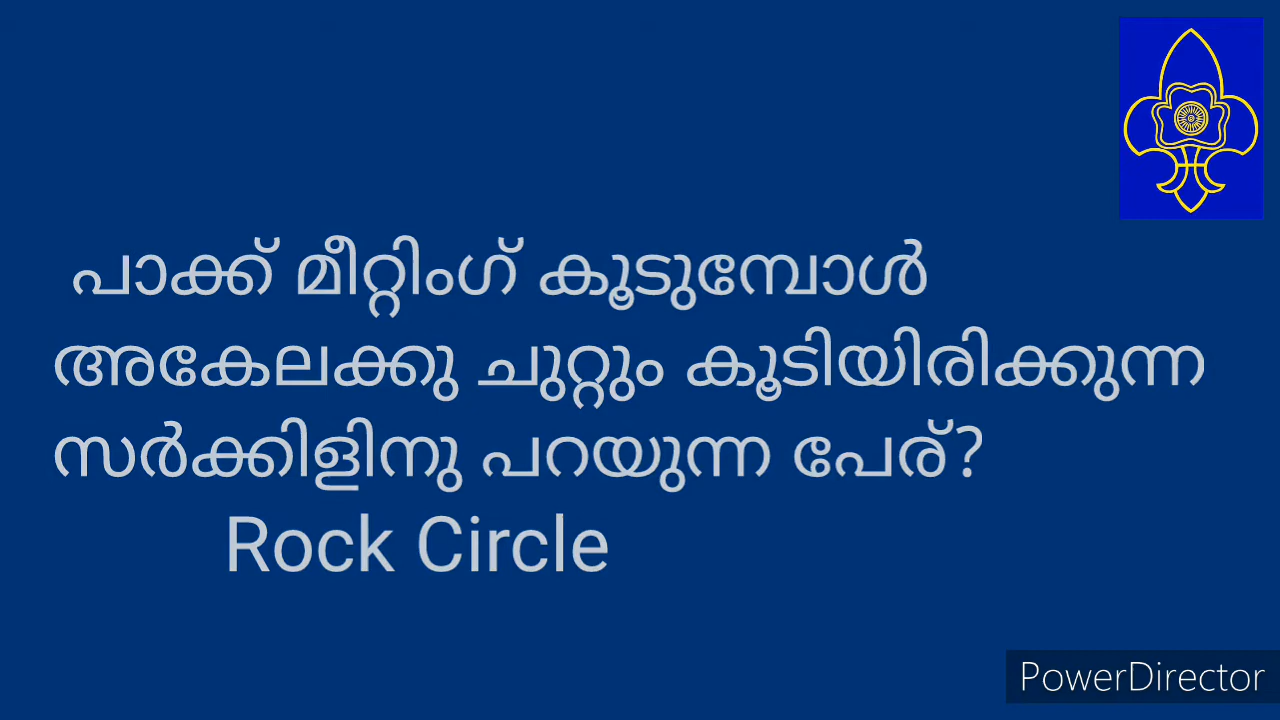 പാക്ക് മീറ്റിംഗ് കൂടുമ്പോൾ
അകേലക്കു ചുറ്റും കൂടിയിരിക്കുന്ന
സർക്കിളിനു പറയുന്ന പേര്?
Rock Circle
PowerDirector